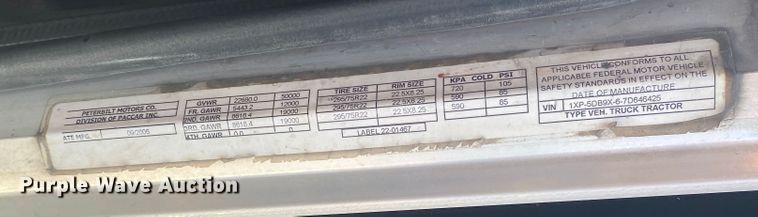 PETERBILT MOTORS CO.
DIVISION OF PACCAR INC.
ATE MFG. 09/2006
GVWR 22680.0 50000
FR. GAWR 5443.2 12000
2ND. GAWR 8618.4 19000
3RD. GAWR 8618.4 19000
4TH. GAWR 0.0 0
TIRE SIZE RIM SIZE
295/75R22 22.5X8.25
295/75R22 22.5X8.25
295/75R22 22.5X8.25
LABEL 22-01467
KPA COLD PSI
720 105
590 85
590 85
THIS VEHICLE CONFORMS TO ALL
APPLICABLE FEDERAL MOTOR VEHICLE
SAFETY STANDARDS IN EFFECT ON THE
DATE OF MANUFACTURE
VIN 1XP-5DB9X-6-7D646425
TYPE VEH. TRUCK TRACTOR
Purple Wave Auction